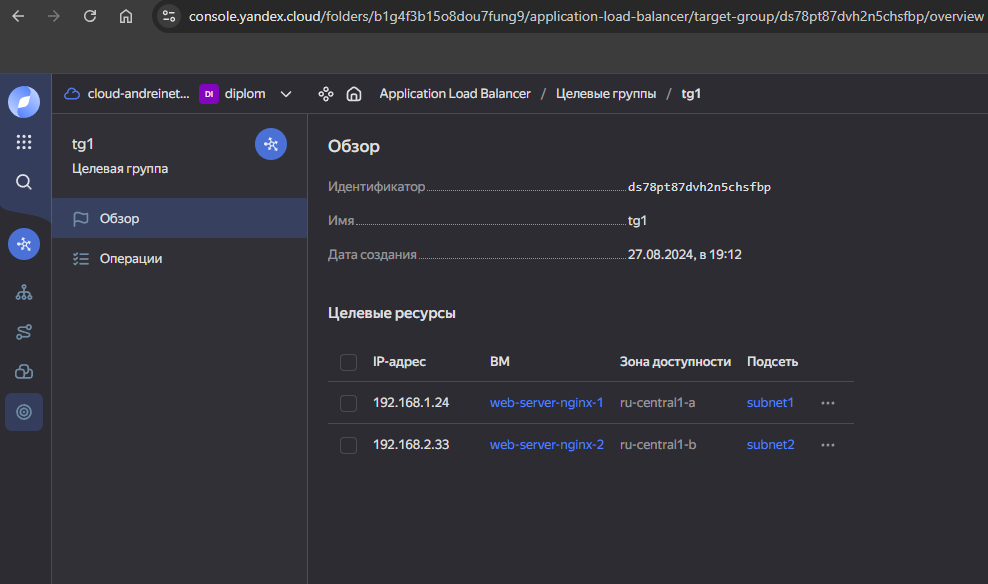 console.yandex.cloud/folders/b1g4f3b15o8dou7fung9/application-load-balancer/target-group/ds78pt87dvh2n5chsfbp/overview
cloud-andreinet... DI diplom Application Load Balancer / Целевые группы / tg1
tg1
Целевая группа
Обзор
Операции
Обзор
Идентификатор ds78pt87dvh2n5chsfbp
Имя tg1
Дата создания 27.08.2024, в 19:12
Целевые ресурсы
IP-адрес ВМ Зона доступности Подсеть
192.168.1.24 web-server-nginx-1 ru-central1-a subnet1
192.168.2.33 web-server-nginx-2 ru-central1-b subnet2